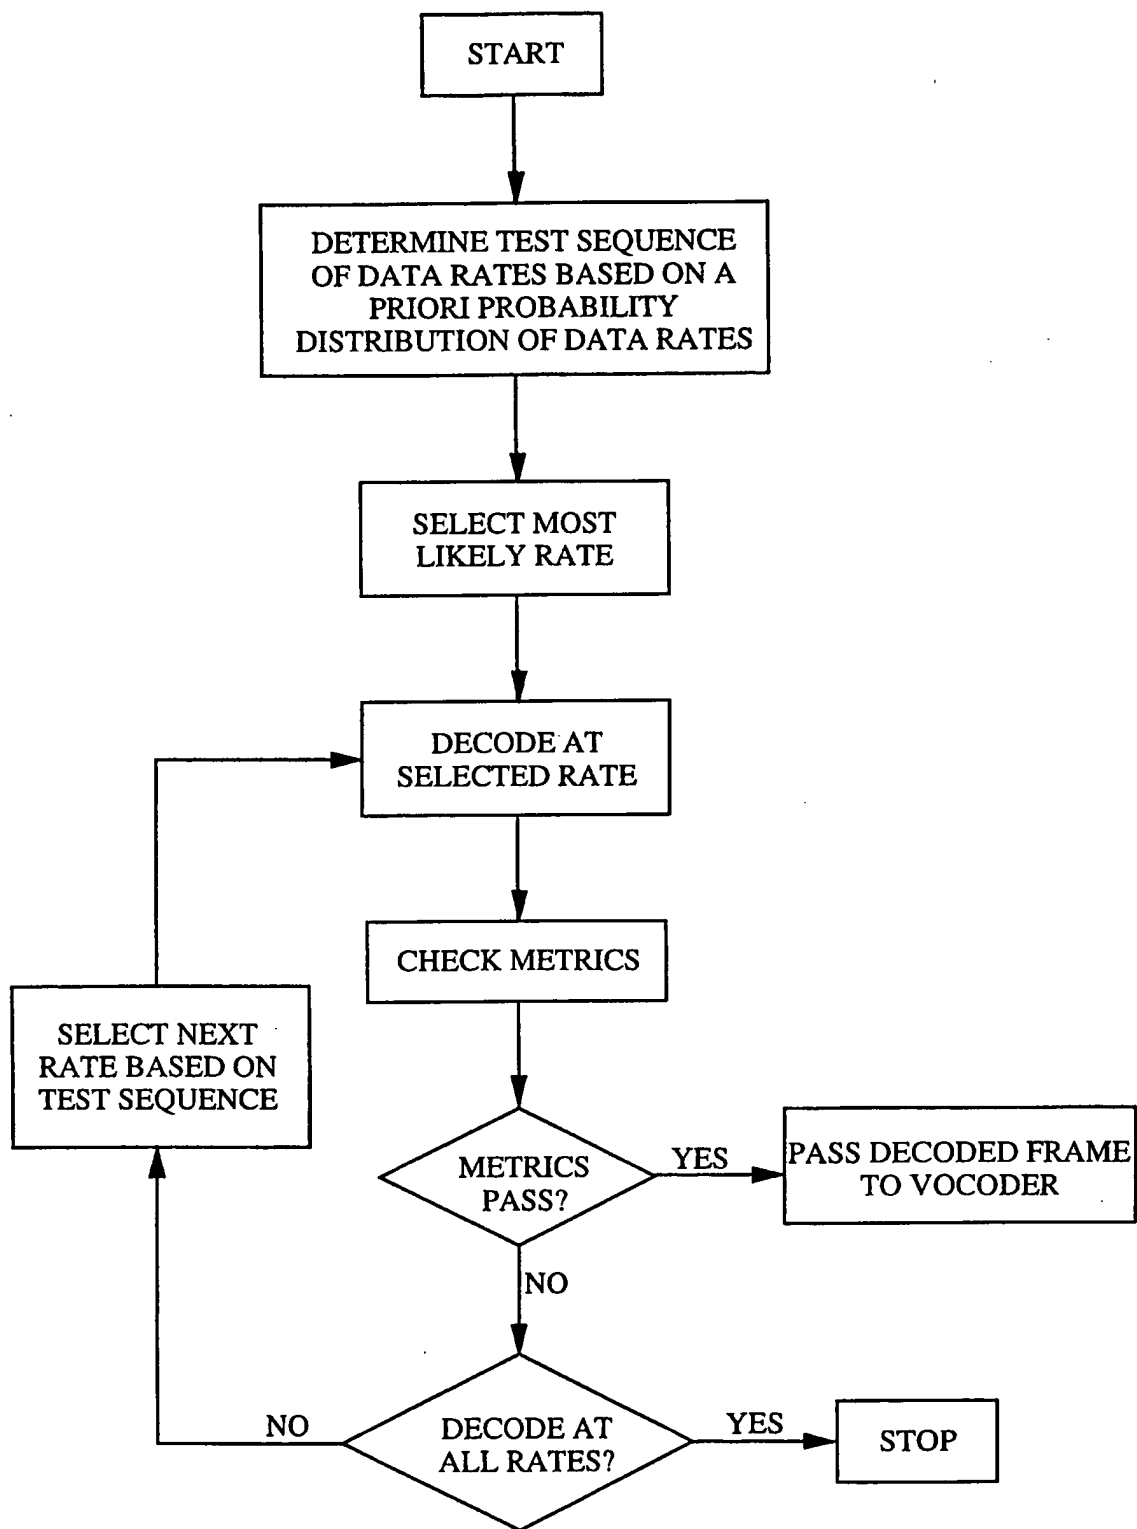 START
DETERMINE TEST SEQUENCE
OF DATA RATES BASED ON A
PRIORI PROBABILITY
DISTRIBUTION OF DATA RATES
SELECT MOST
LIKELY RATE
DECODE AT
SELECTED RATE
CHECK METRICS
SELECT NEXT
RATE BASED ON
TEST SEQUENCE
METRICS
PASS?
YES
PASS DECODED FRAME
TO VOCODER
NO
DECODE AT
ALL RATES?
NO
YES
STOP